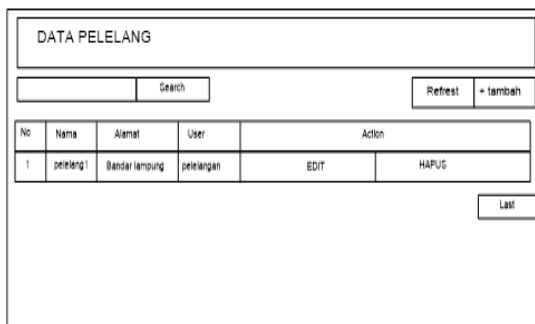 DATA PELELANG
Search
Refrest + tambah
No Nama Alamat User Action
1 pelelang1 Bandar lampung pelelangan EDIT HAPUS
Last